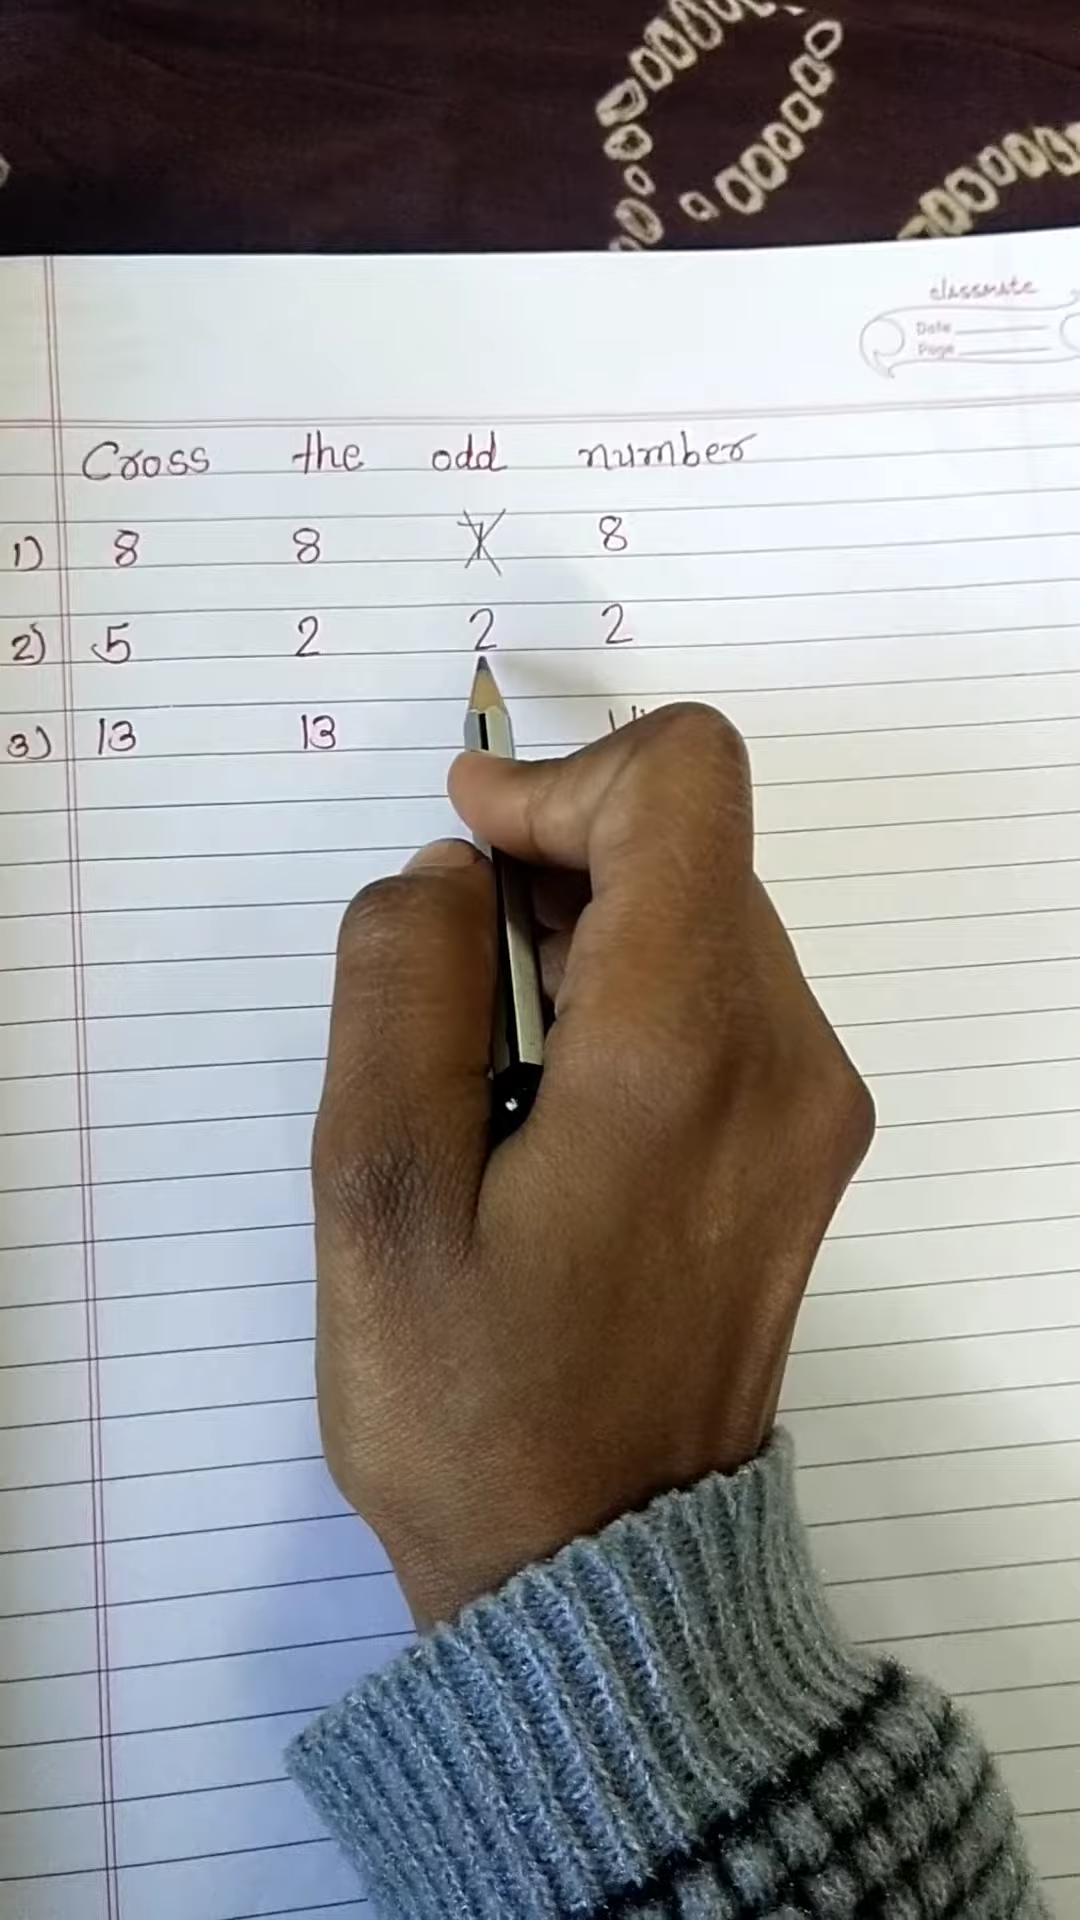 classmate
Date
Page
Cross the odd number
1) 8 8 8
2) 5 2 2 2
3) 13 13